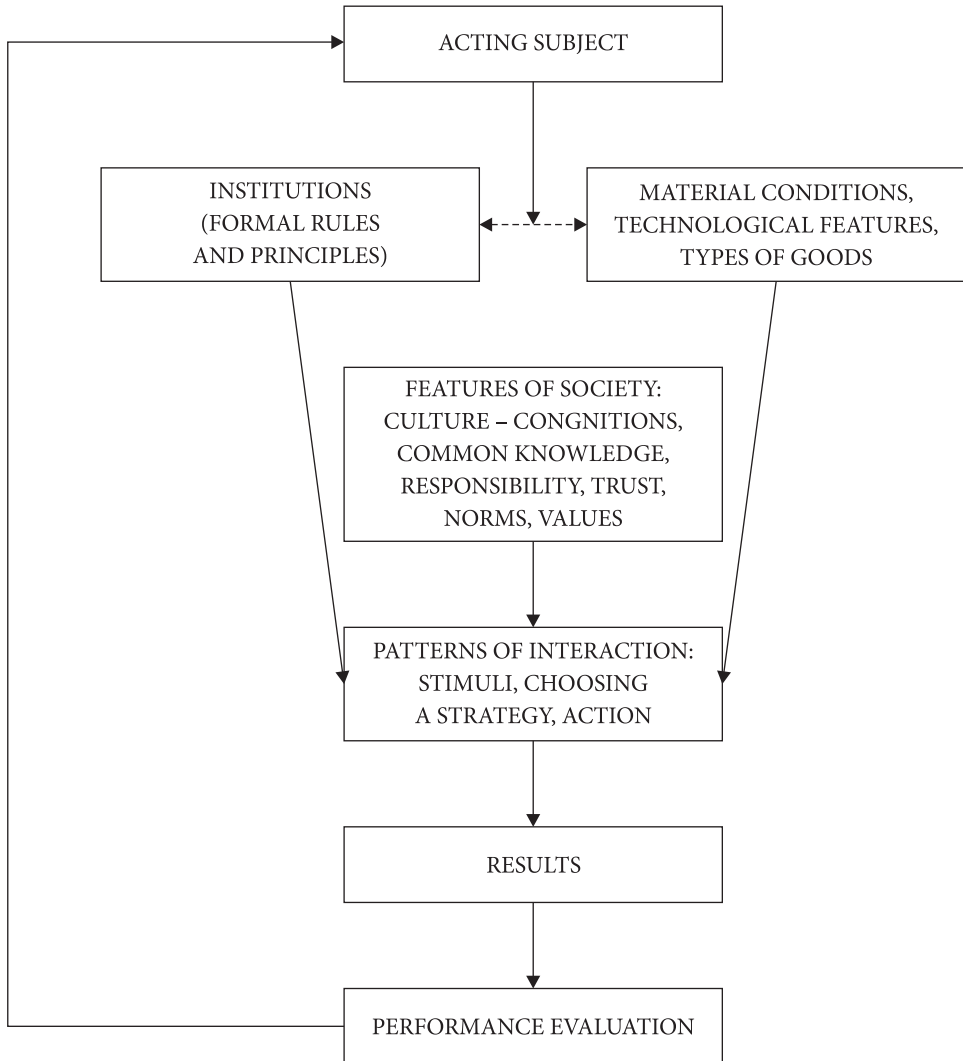 ACTING SUBJECT
INSTITUTIONS
(FORMAL RULES
AND PRINCIPLES)
MATERIAL CONDITIONS,
TECHNOLOGICAL FEATURES,
TYPES OF GOODS
FEATURES OF SOCIETY:
CULTURE – CONGNITIONS,
COMMON KNOWLEDGE,
RESPONSIBILITY, TRUST,
NORMS, VALUES
PATTERNS OF INTERACTION:
STIMULI, CHOOSING
A STRATEGY, ACTION
RESULTS
PERFORMANCE EVALUATION